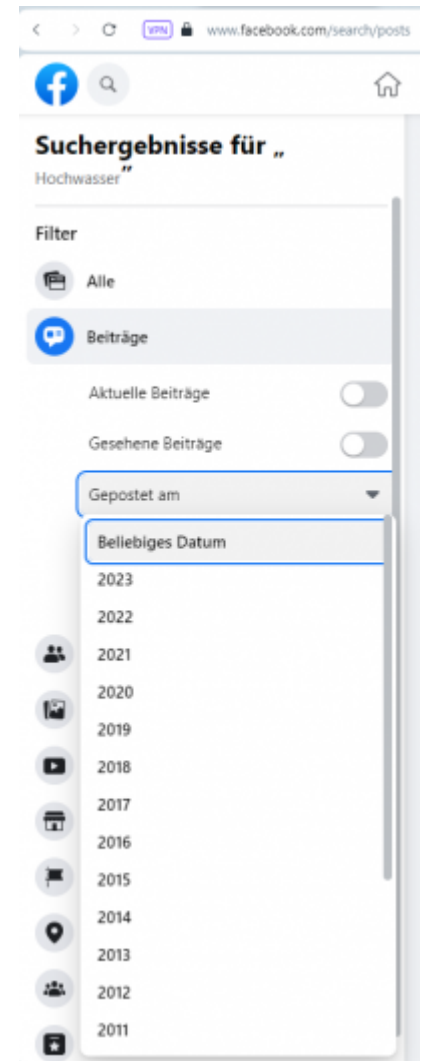 VPN www.facebook.com/search/posts
Suchergebnisse für „
Hochwasser"
Filter
Alle
Beiträge
Aktuelle Beiträge
Gesehene Beiträge
Gepostet am
Beliebiges Datum
2023
2022
2021
2020
2019
2018
2017
2016
2015
2014
2013
2012
2011